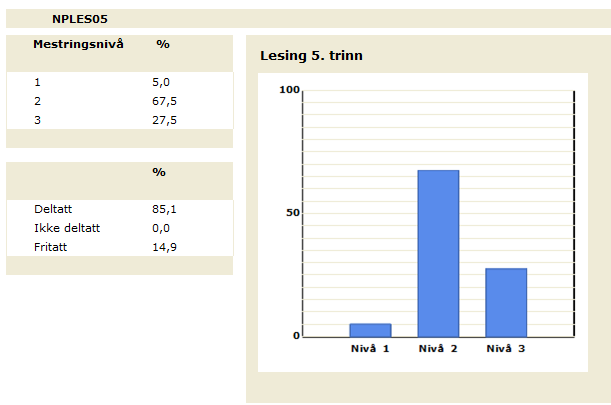 NPLES05
Mestringsnivå %
1 5,0
2 67,5
3 27,5
%
Deltatt 85,1
Ikke deltatt 0,0
Fritatt 14,9
Lesing 5. trinn
100
50
0
Nivå 1 Nivå 2 Nivå 3